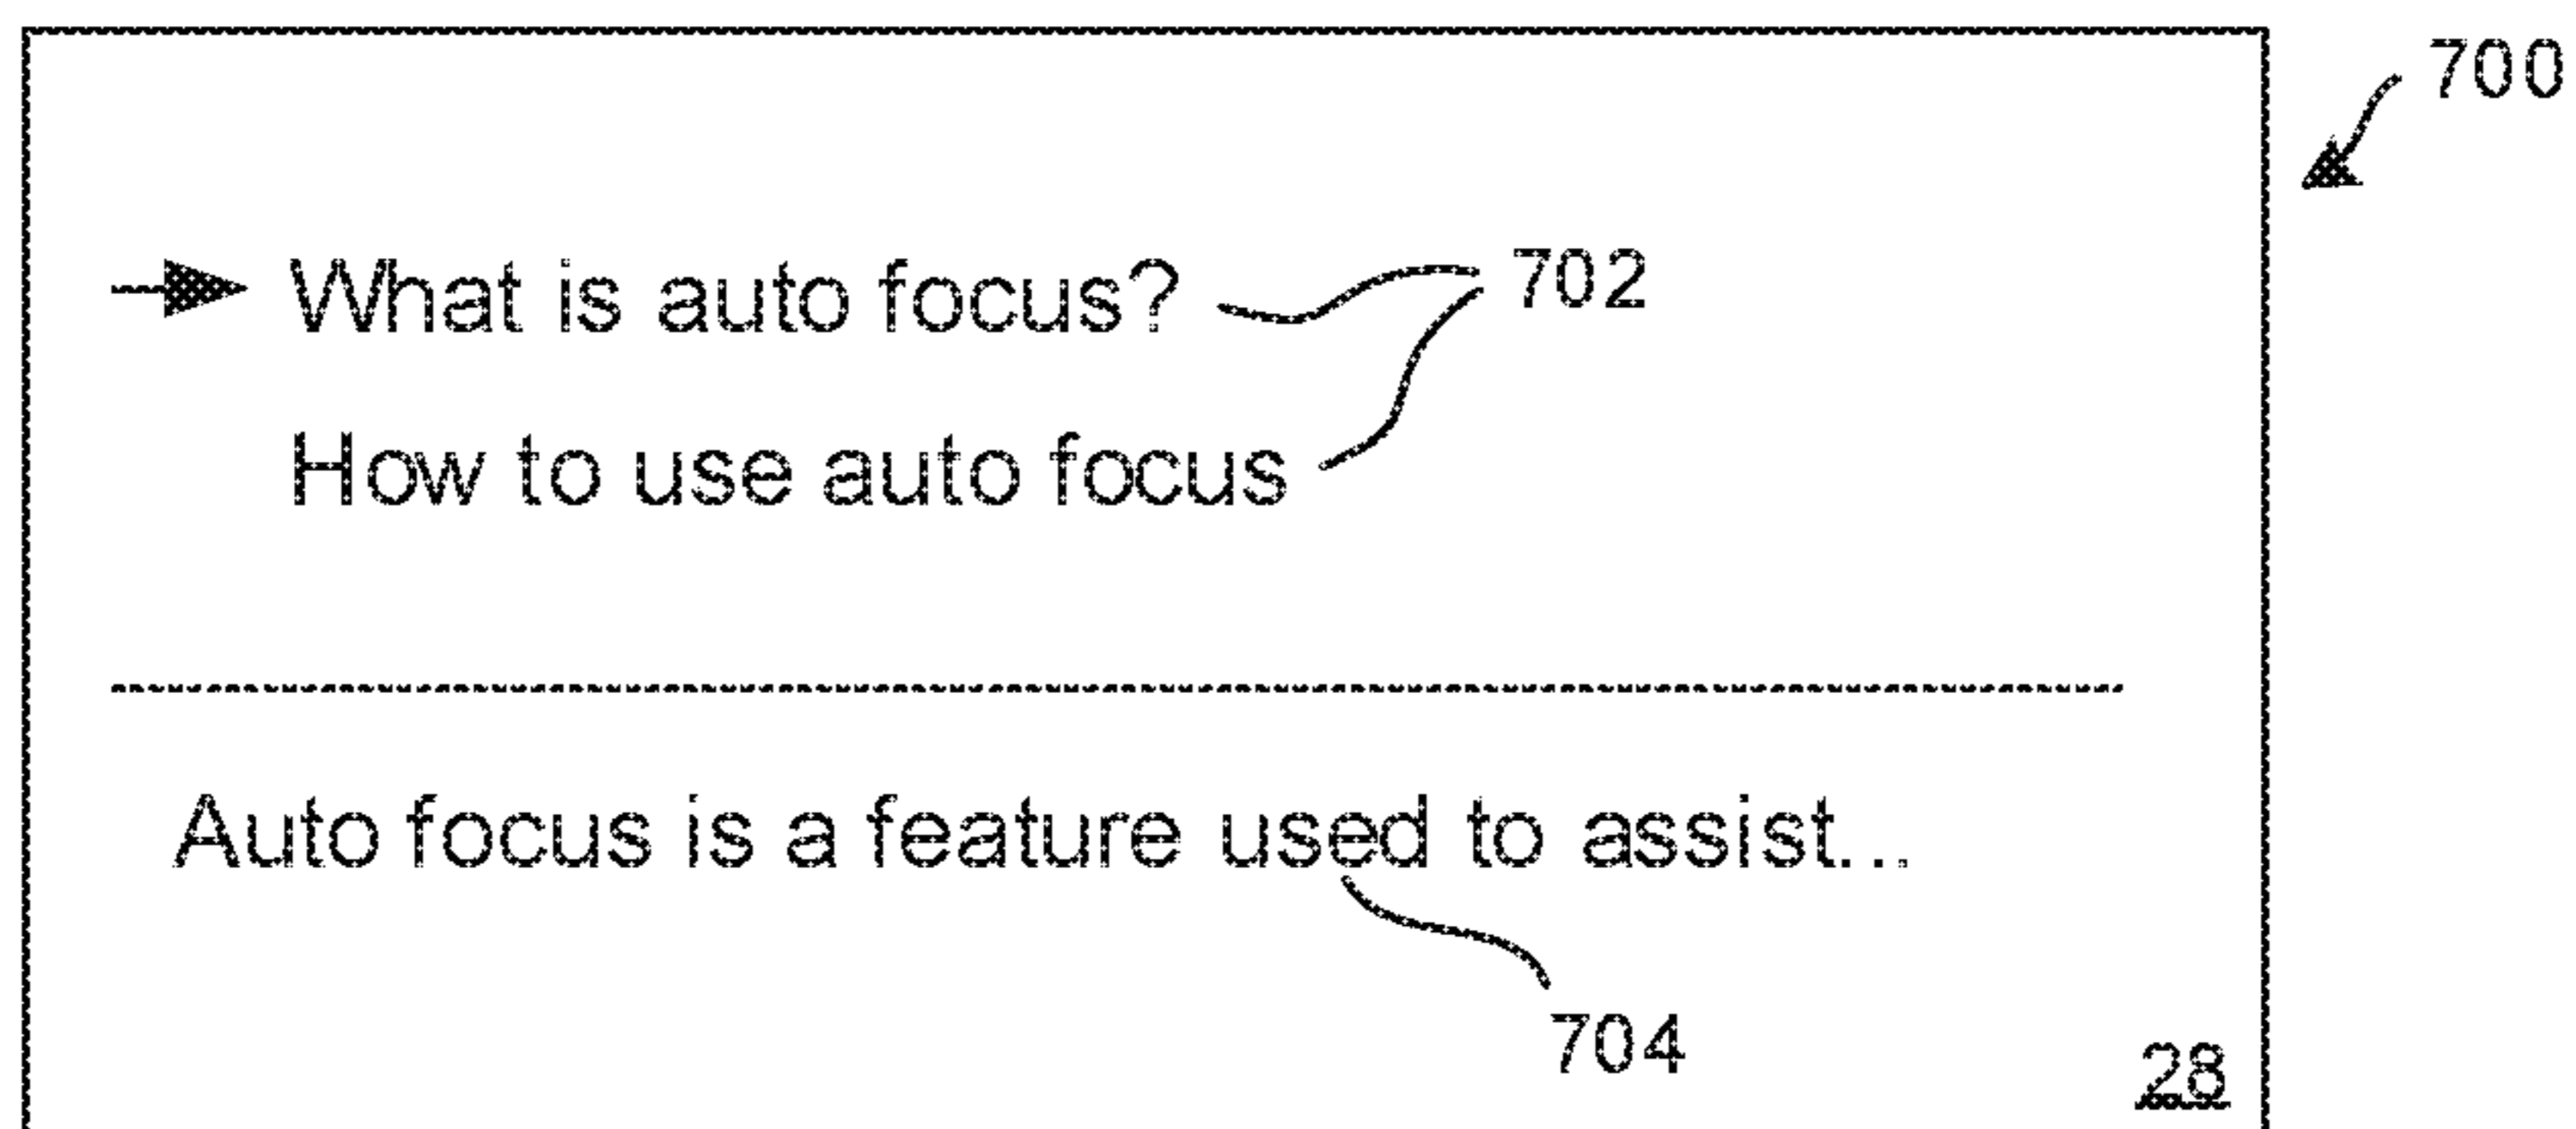 700
What is auto focus? 702
How to use auto focus
Auto focus is a feature used to assist...
704
28